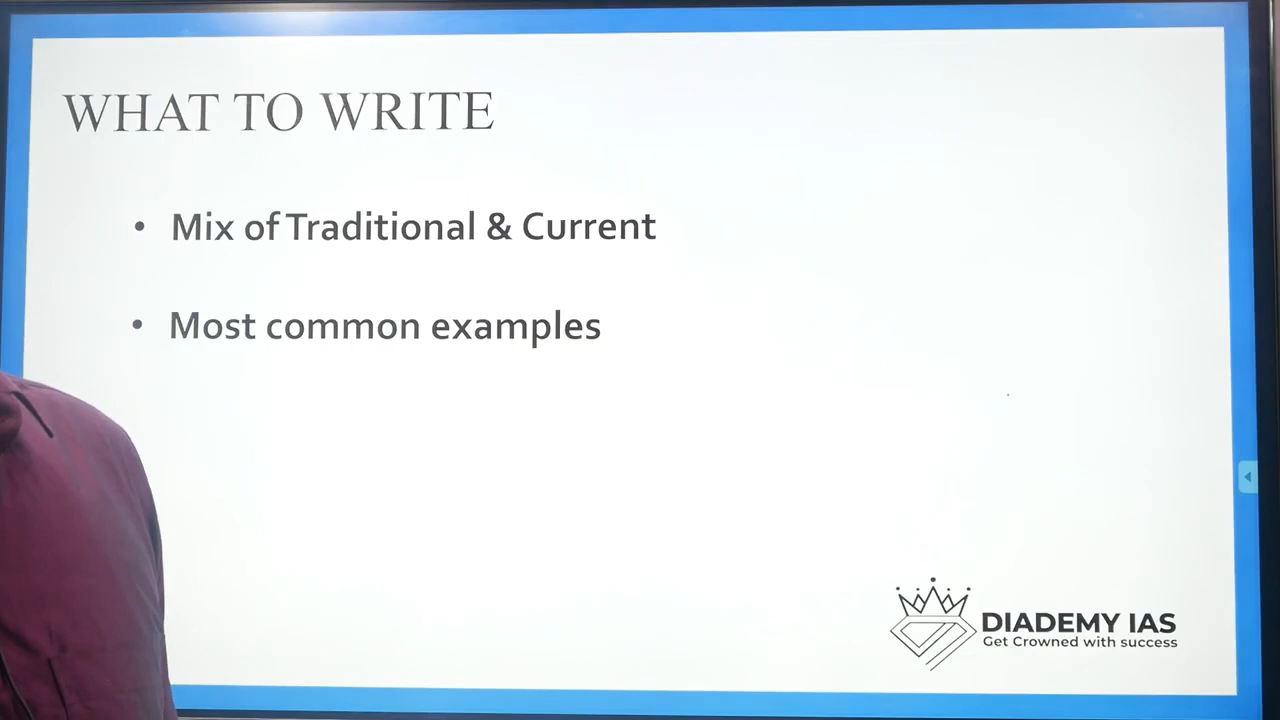 WHAT TO WRITE
• Mix of Traditional & Current
• Most common examples
DIADEMY IAS
Get Crowned with success